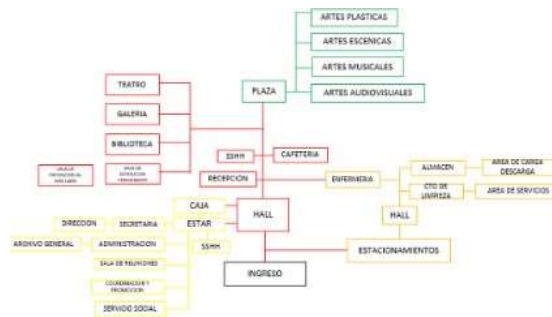 ARTES PLASTICAS
ARTES ESCENICAS
ARTES MUSICALES
ARTES AUDIOVISUALES
PLAZA
TEATRO
GALERIA
BIBLIOTECA
SSHH
CAFETERIA
RECEPCION
ENFERMERIA
ALMACEN
AREA DE CARGA
DESCARGA
CTO DE
LIMPIEZA
AREA DE SERVICIOS
CAJA
HALL
HALL
DIRECCION
SECRETARIA
ESTAR
ARCHIVO GENERAL
ADMINISTRACION
SSHH
ESTACIONAMIENTOS
SALA DE REUNIONES
INGRESO
COORDINACION Y
PROMOCION
SERVICIO SOCIAL